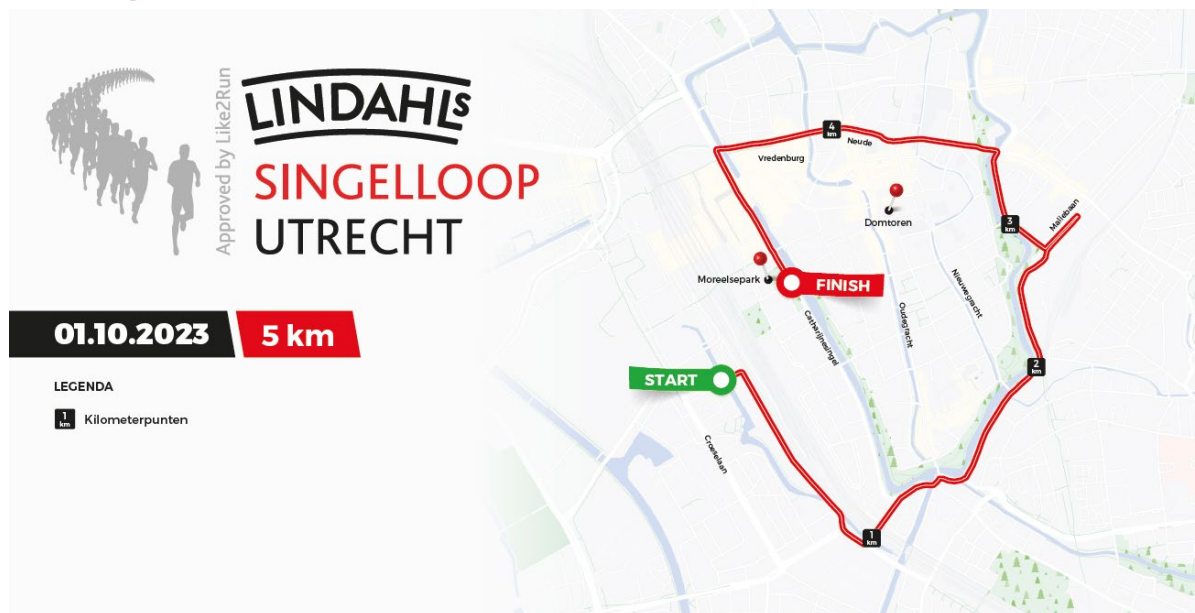 Approved by Like2Run
LINDAHLS
SINGELLOOP
UTRECHT
01.10.2023
5 km
LEGENDA
1 km
Kilometerpunten
4 km
Neude
Vredenburg
Domtoren
3 km
Maliebaan
Moreelsepark
FINISH
Nieuwegracht
Oudegracht
Catharijnesingel
2 km
START
Croeselaan
1 km